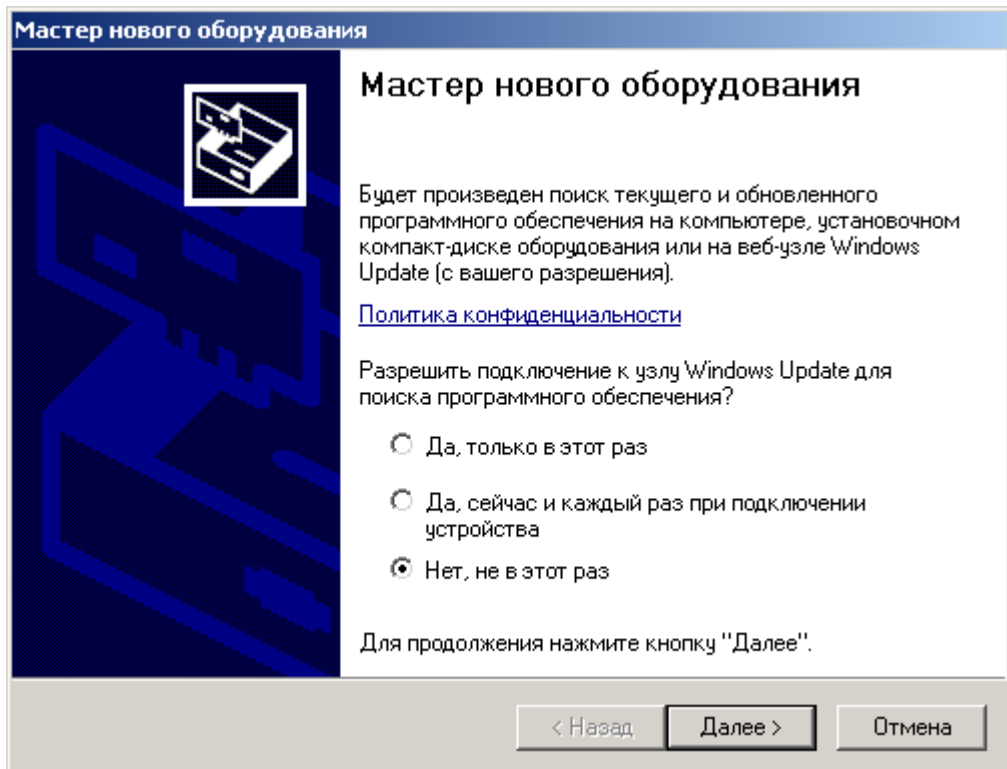 Мастер нового оборудования
Мастер нового оборудования
Будет произведен поиск текущего и обновленного
программного обеспечения на компьютере, установочном
компакт-диске оборудования или на веб-узле Windows
Update (с вашего разрешения).
Политика конфиденциальности
Разрешить подключение к узлу Windows Update для
поиска программного обеспечения?
Да, только в этот раз
Да, сейчас и каждый раз при подключении
устройства
Нет, не в этот раз
Для продолжения нажмите кнопку "Далее".
< Назад Далее > Отмена